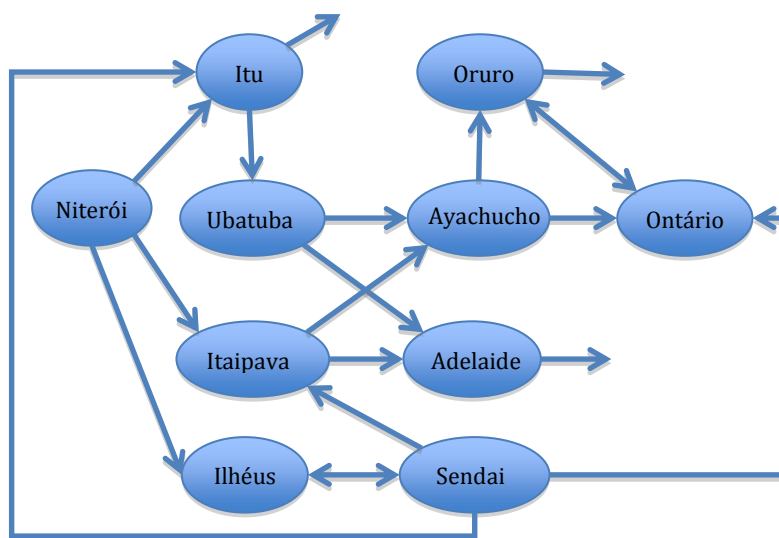 Itu
Oruro
Niterói
Ubatuba
Ayachucho
Ontário
Itaipava
Adelaide
Ilhéus
Sendai